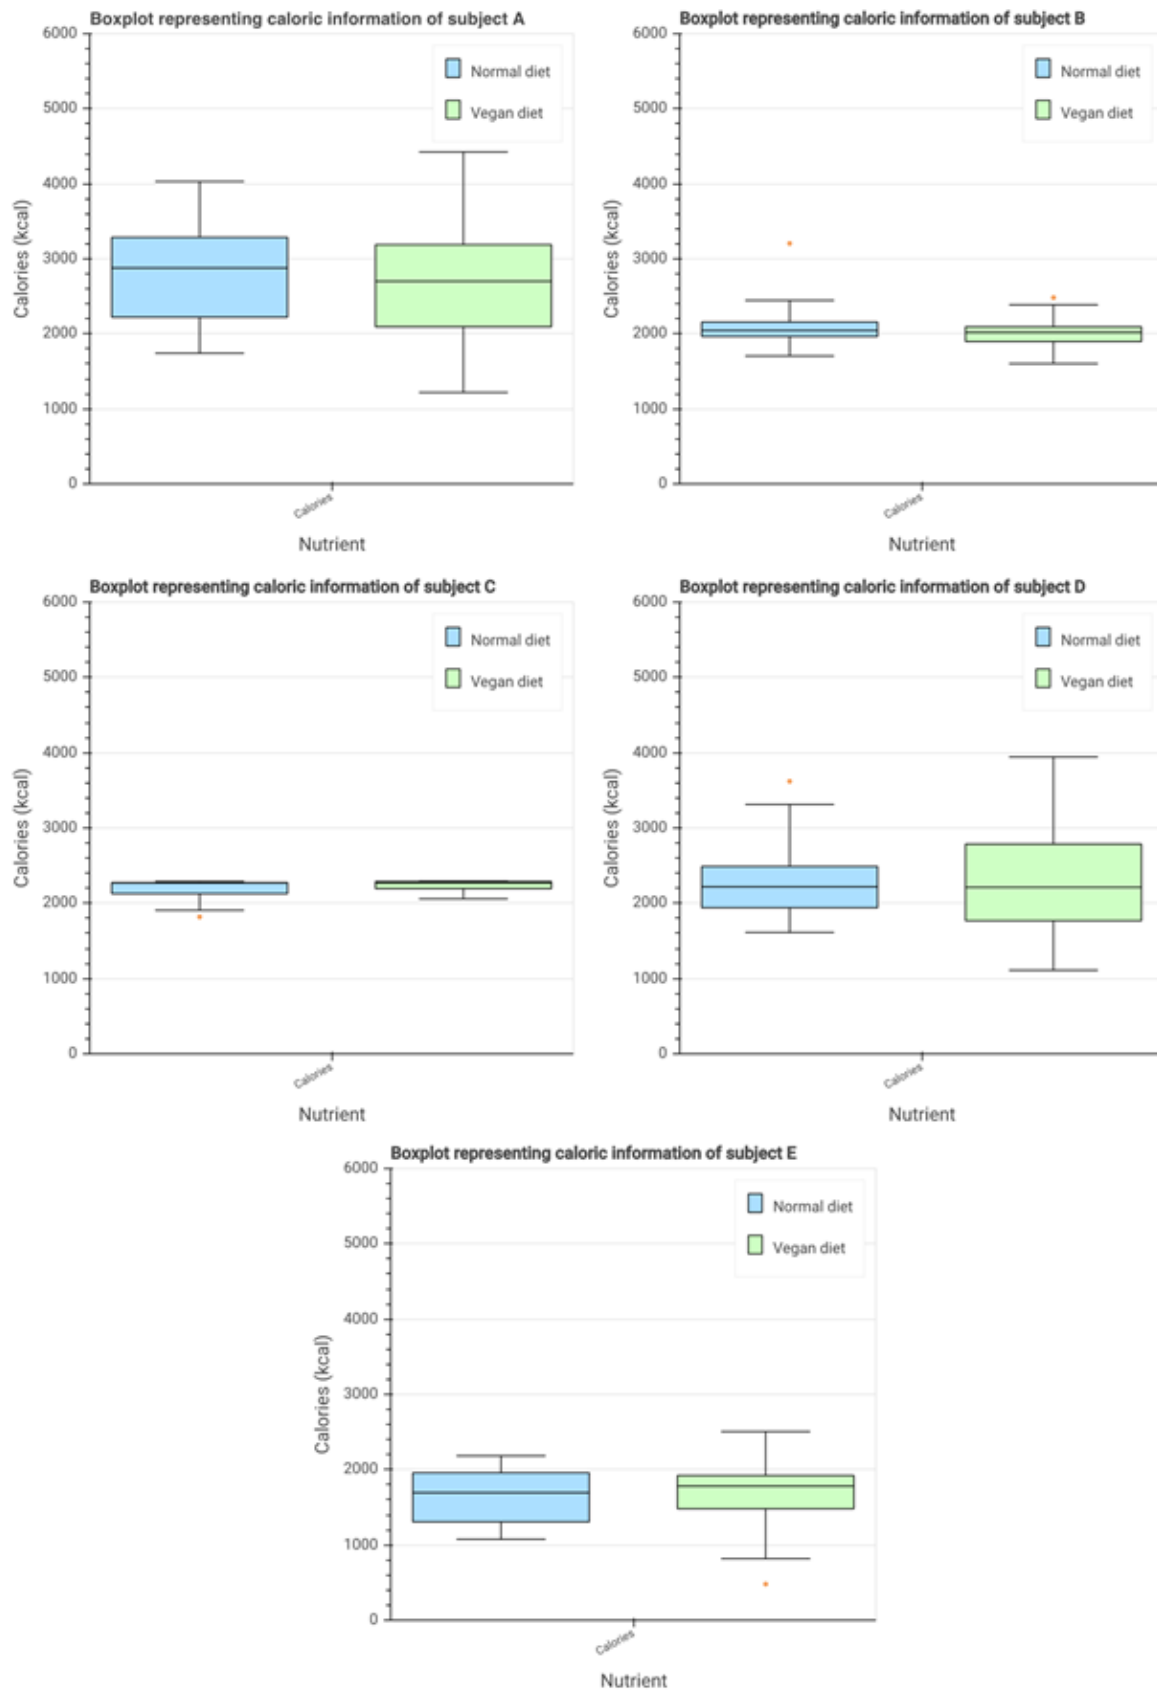 Boxplot representing caloric information of subject A
6000
5000
4000
3000
2000
1000
0
Calories (kcal)
Normal diet
Vegan diet
Calories
Nutrient
Boxplot representing caloric information of subject B
6000
5000
4000
3000
2000
1000
0
Calories (kcal)
Normal diet
Vegan diet
Calories
Nutrient
Boxplot representing caloric information of subject C
6000
5000
4000
3000
2000
1000
0
Calories (kcal)
Normal diet
Vegan diet
Calories
Nutrient
Boxplot representing caloric information of subject D
6000
5000
4000
3000
2000
1000
0
Calories (kcal)
Normal diet
Vegan diet
Calories
Nutrient
Boxplot representing caloric information of subject E
6000
5000
4000
3000
2000
1000
0
Calories (kcal)
Normal diet
Vegan diet
Calories
Nutrient